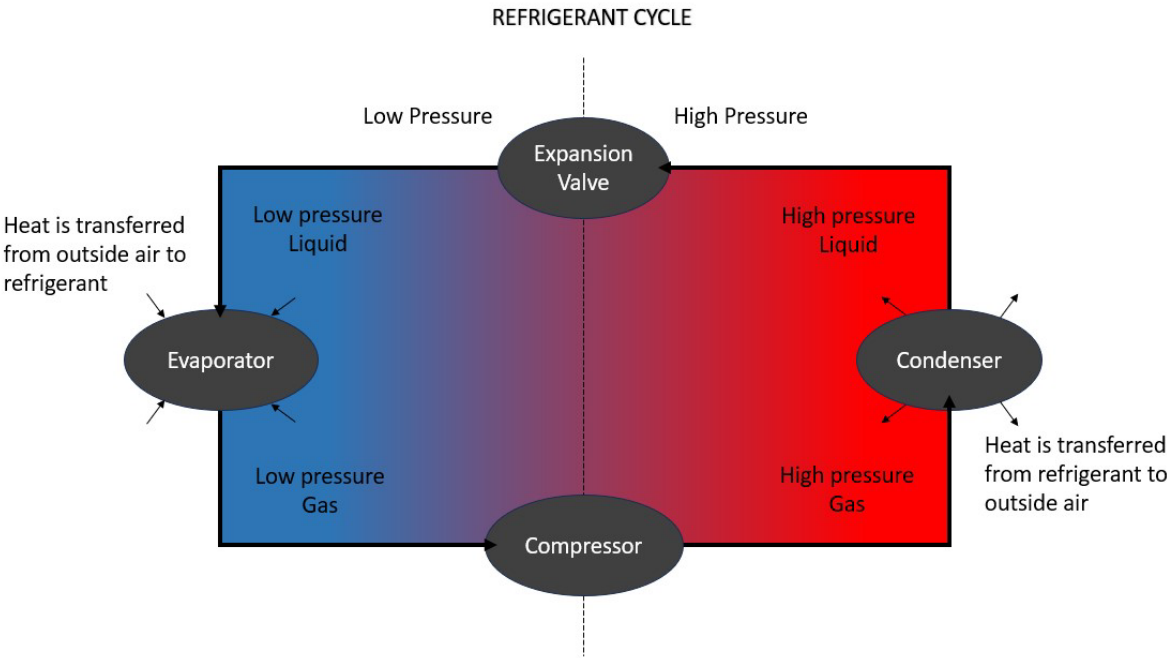 REFRIGERANT CYCLE
Low Pressure
High Pressure
Expansion
Valve
Low pressure
Liquid
High pressure
Liquid
Heat is transferred
from outside air to
refrigerant
Evaporator
Condenser
Low pressure
Gas
High pressure
Gas
Heat is transferred
from refrigerant to
outside air
Compressor